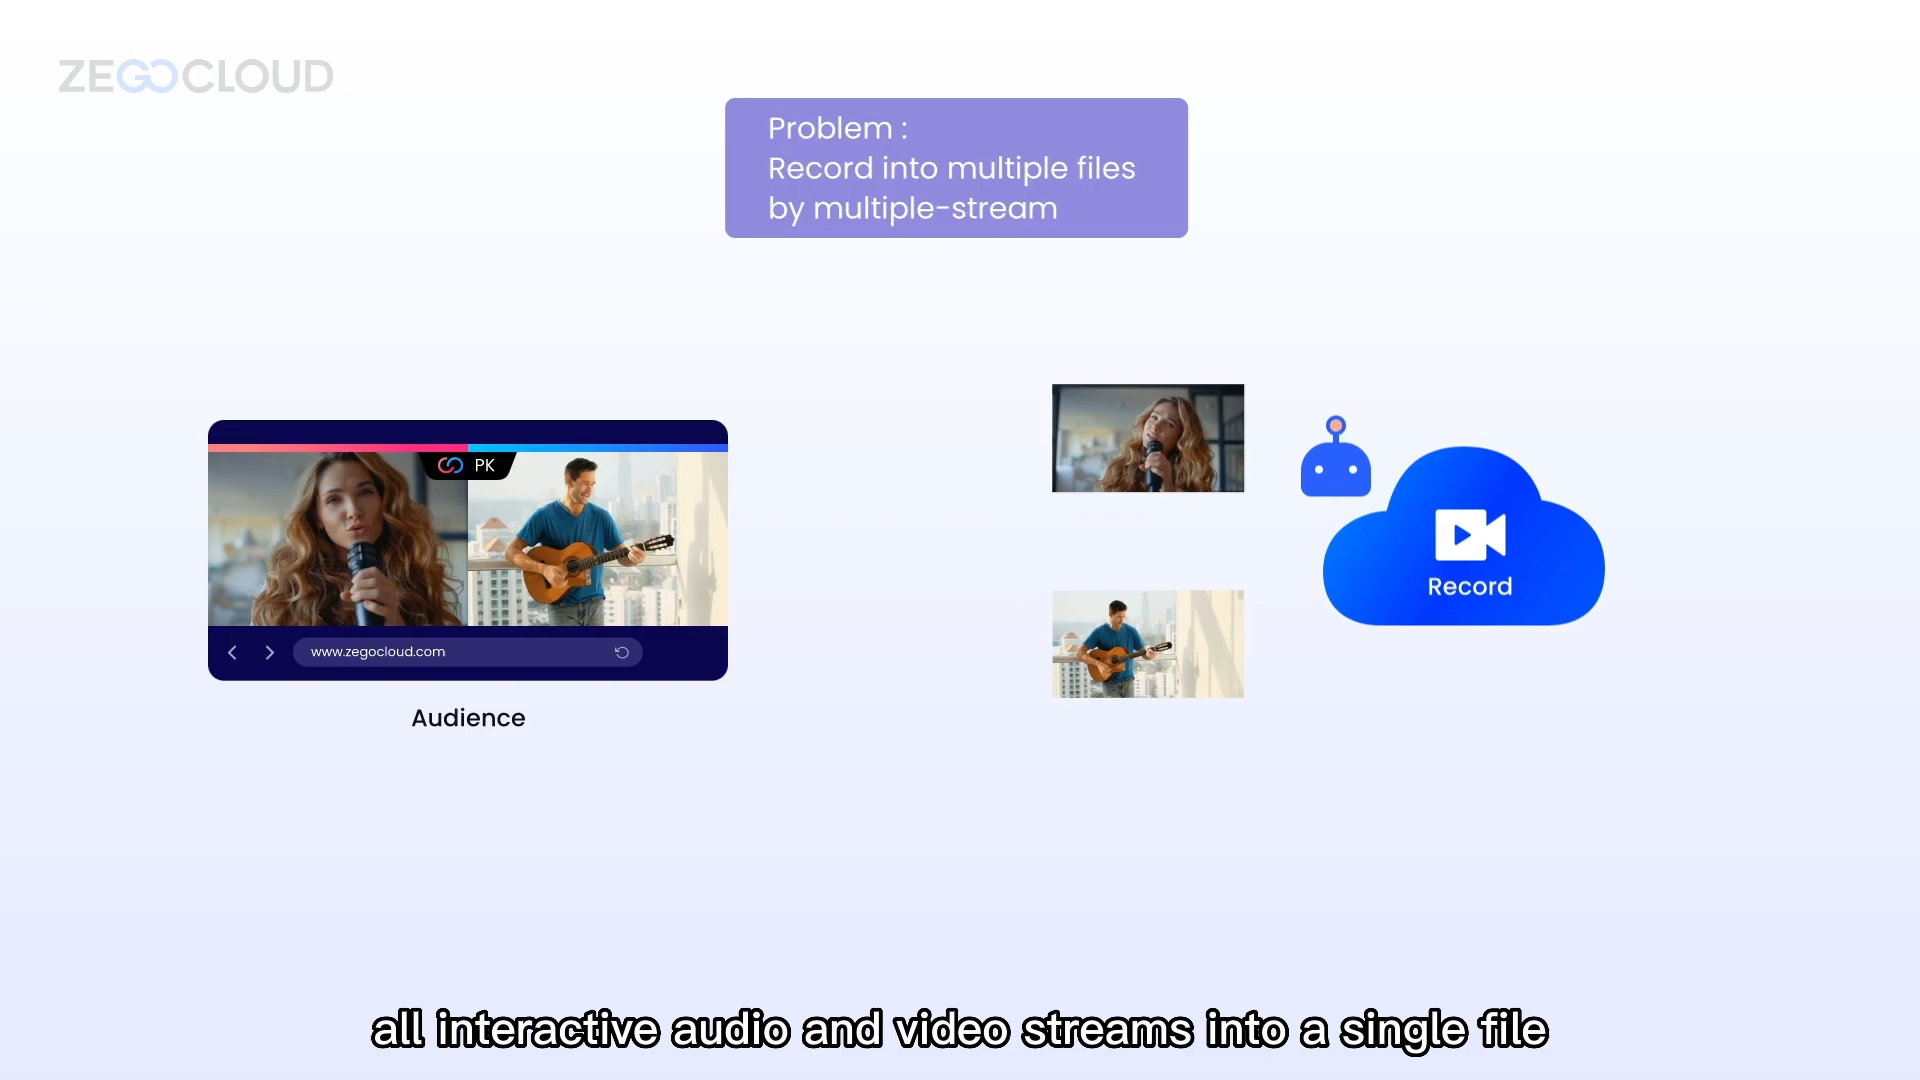 ZEGOCLOUD
Problem :
Record into multiple files
by multiple-stream
PK
www.zegocloud.com
Audience
Record
all interactive audio and video streams into a single file